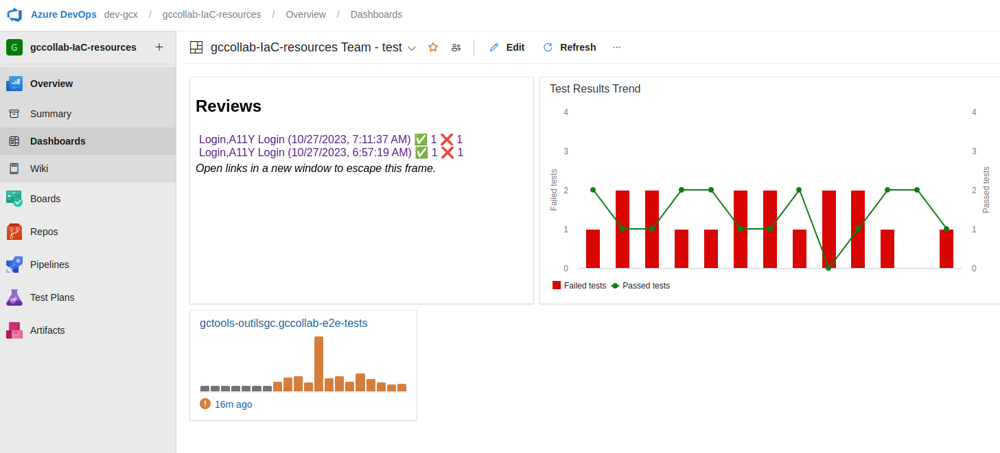 Azure DevOps dev-gcx / gccollab-IaC-resources / Overview / Dashboards
G gccollab-IaC-resources +
Overview
Summary
Dashboards
Wiki
Boards
Repos
Pipelines
Test Plans
Artifacts
gccollab-IaC-resources Team - test Edit Refresh ...
Reviews
Login,A11Y Login (10/27/2023, 7:11:37 AM) ✅ 1 ❌ 1
Login,A11Y Login (10/27/2023, 6:57:19 AM) ✅ 1 ❌ 1
Open links in a new window to escape this frame.
Test Results Trend
4 4
3 3
2 2
1 1
0 0
Failed tests
Passed tests
Failed tests Passed tests
gctools-outilsgc.gccollab-e2e-tests
16m ago